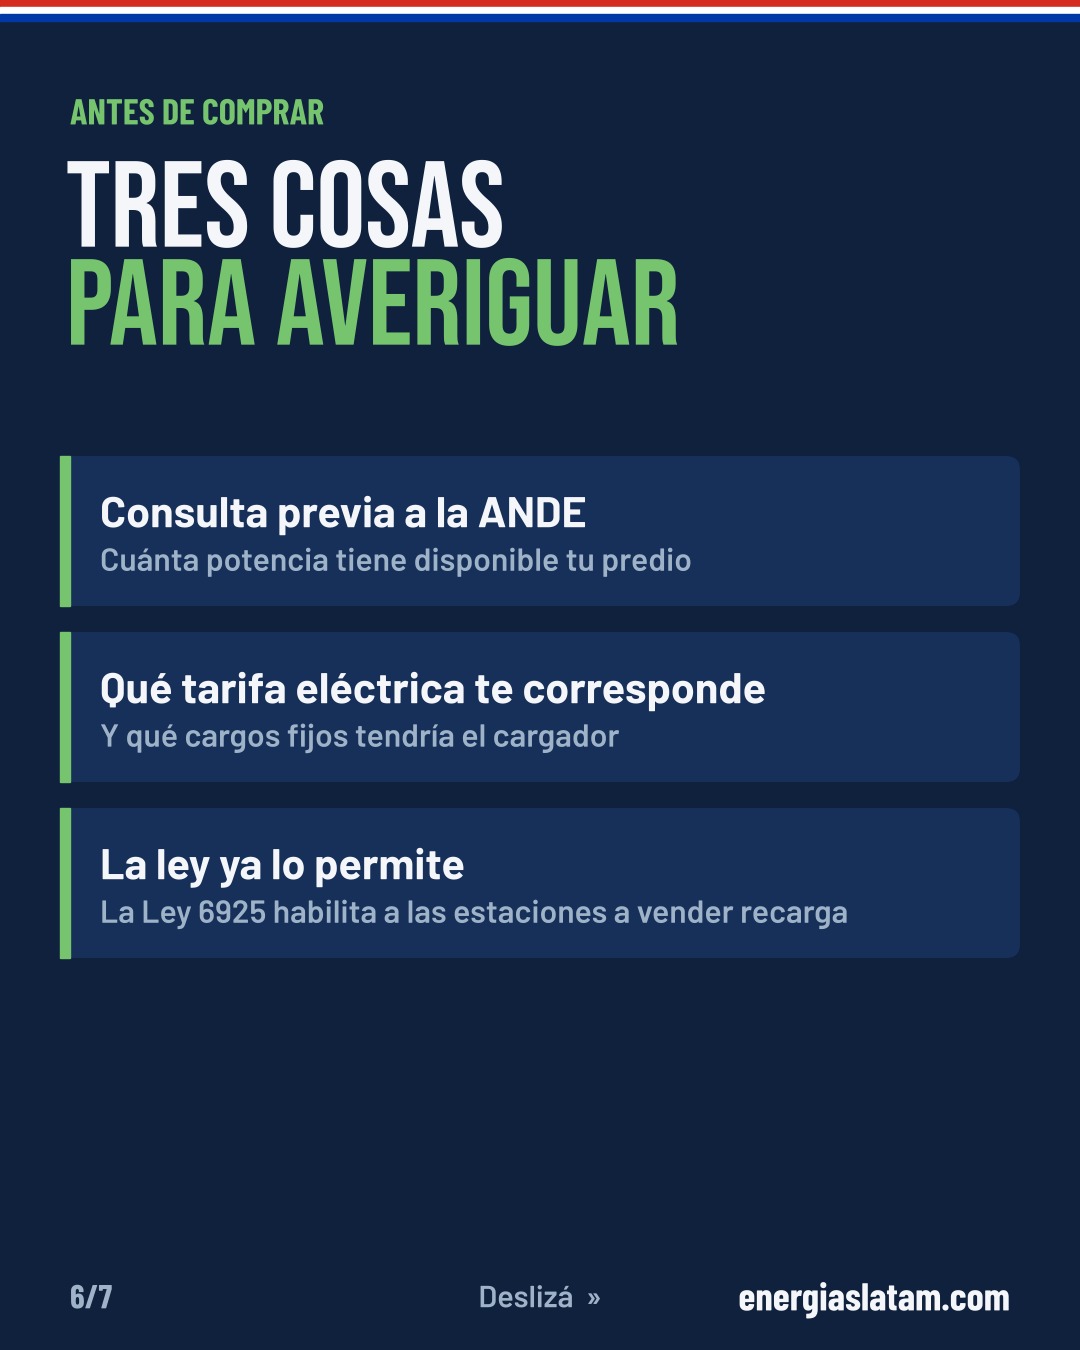 ANTES DE COMPRAR
TRES COSAS
PARA AVERIGUAR
Consulta previa a la ANDE
Cuánta potencia tiene disponible tu predio
Qué tarifa eléctrica te corresponde
Y qué cargos fijos tendría el cargador
La ley ya lo permite
La Ley 6925 habilita a las estaciones a vender recarga
6/7
Deslizá »
energiaslatam.com